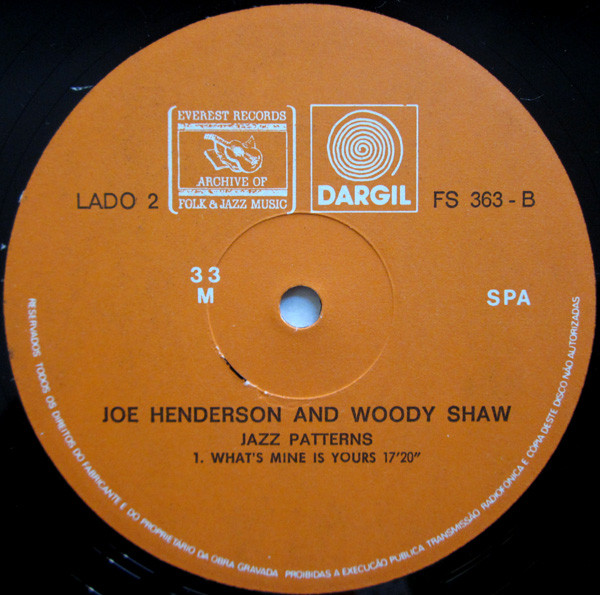 EVEREST RECORDS
ARCHIVE OF
FOLK & JAZZ MUSIC
DARGIL
LADO 2
FS 363 - B
33
M
SPA
JOE HENDERSON AND WOODY SHAW
JAZZ PATTERNS
1. WHAT'S MINE IS YOURS 17'20"
RESERVADOS TODOS OS DIREITOS DO FABRICANTE E DO PROPRIETÁRIO DA OBRA GRAVADA PROIBIDAS A EXECUÇÃO PÚBLICA TRANSMISSÃO RADIOFÓNICA E CÓPIA DESTE DISCO NÃO AUTORIZADAS